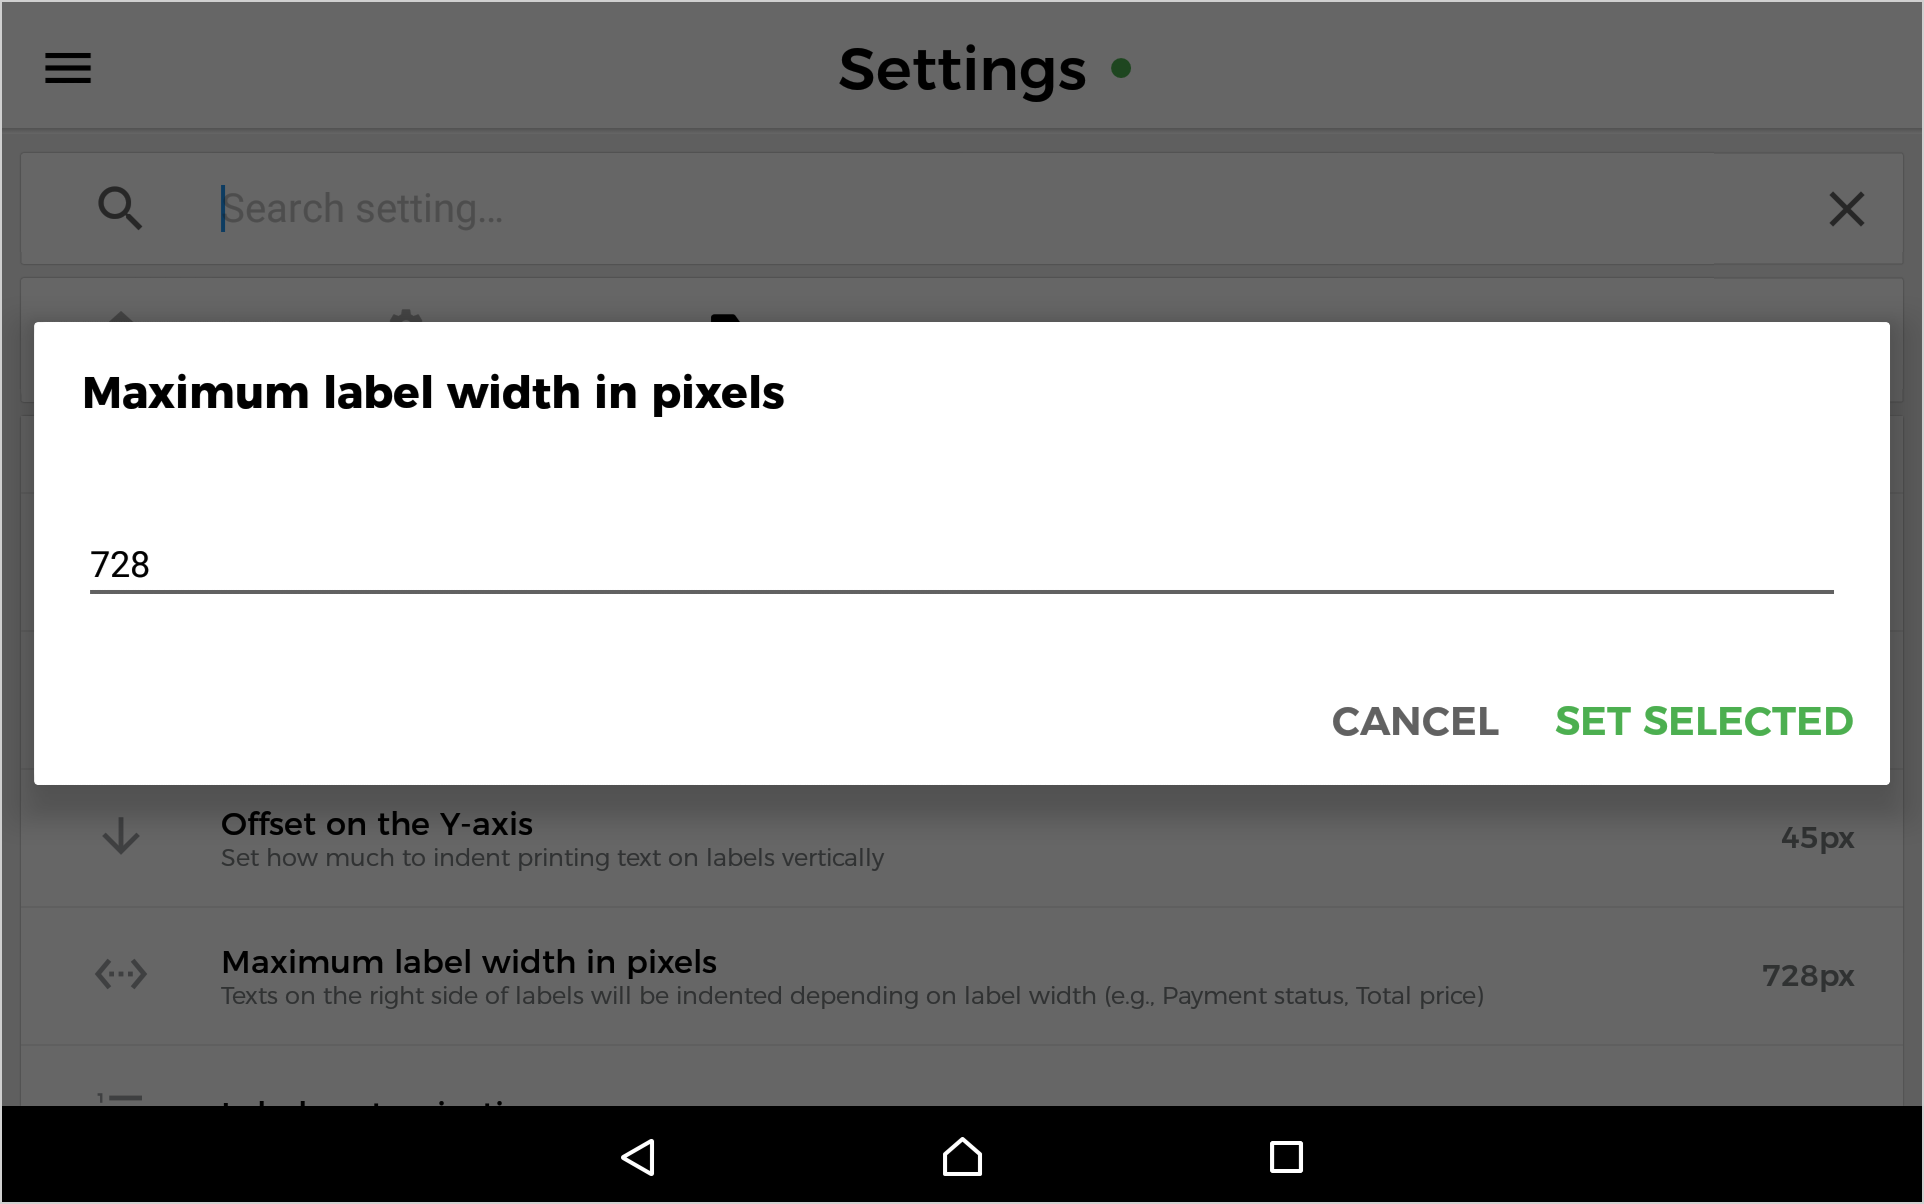 Settings
Search setting...
Maximum label width in pixels
728
CANCEL
SET SELECTED
Offset on the Y-axis
Set how much to indent printing text on labels vertically
45px
Maximum label width in pixels
Texts on the right side of labels will be indented depending on label width (e.g., Payment status, Total price)
728px